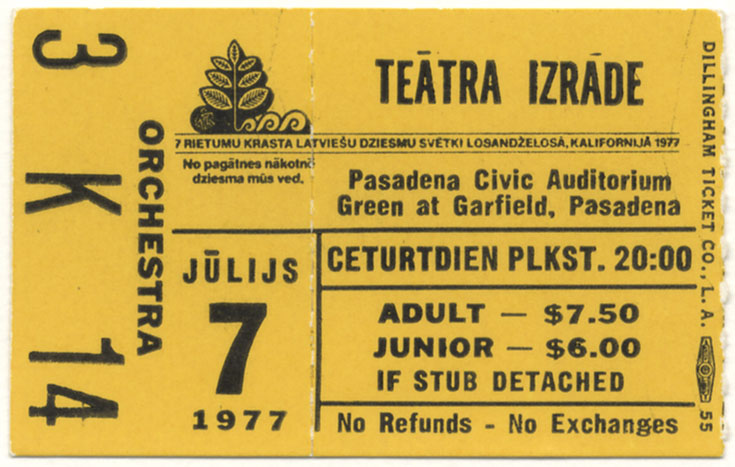 3
K
14
ORCHESTRA
TEĀTRA IZRĀDE
7 RIETUMU KRASTA LATVIEŠU DZIESMU SVĒTKI LOSANDŽELOSĀ, KALIFORNIJĀ 1977
No pagātnes nākotnē
dziesma mūs ved.
Pasadena Civic Auditorium
Green at Garfield, Pasadena
JŪLIJS
7
1977
CETURTDIEN PLKST. 20:00
ADULT — $7.50
JUNIOR — $6.00
IF STUB DETACHED
No Refunds - No Exchanges
DILLINGHAM TICKET CO., L. A.
55